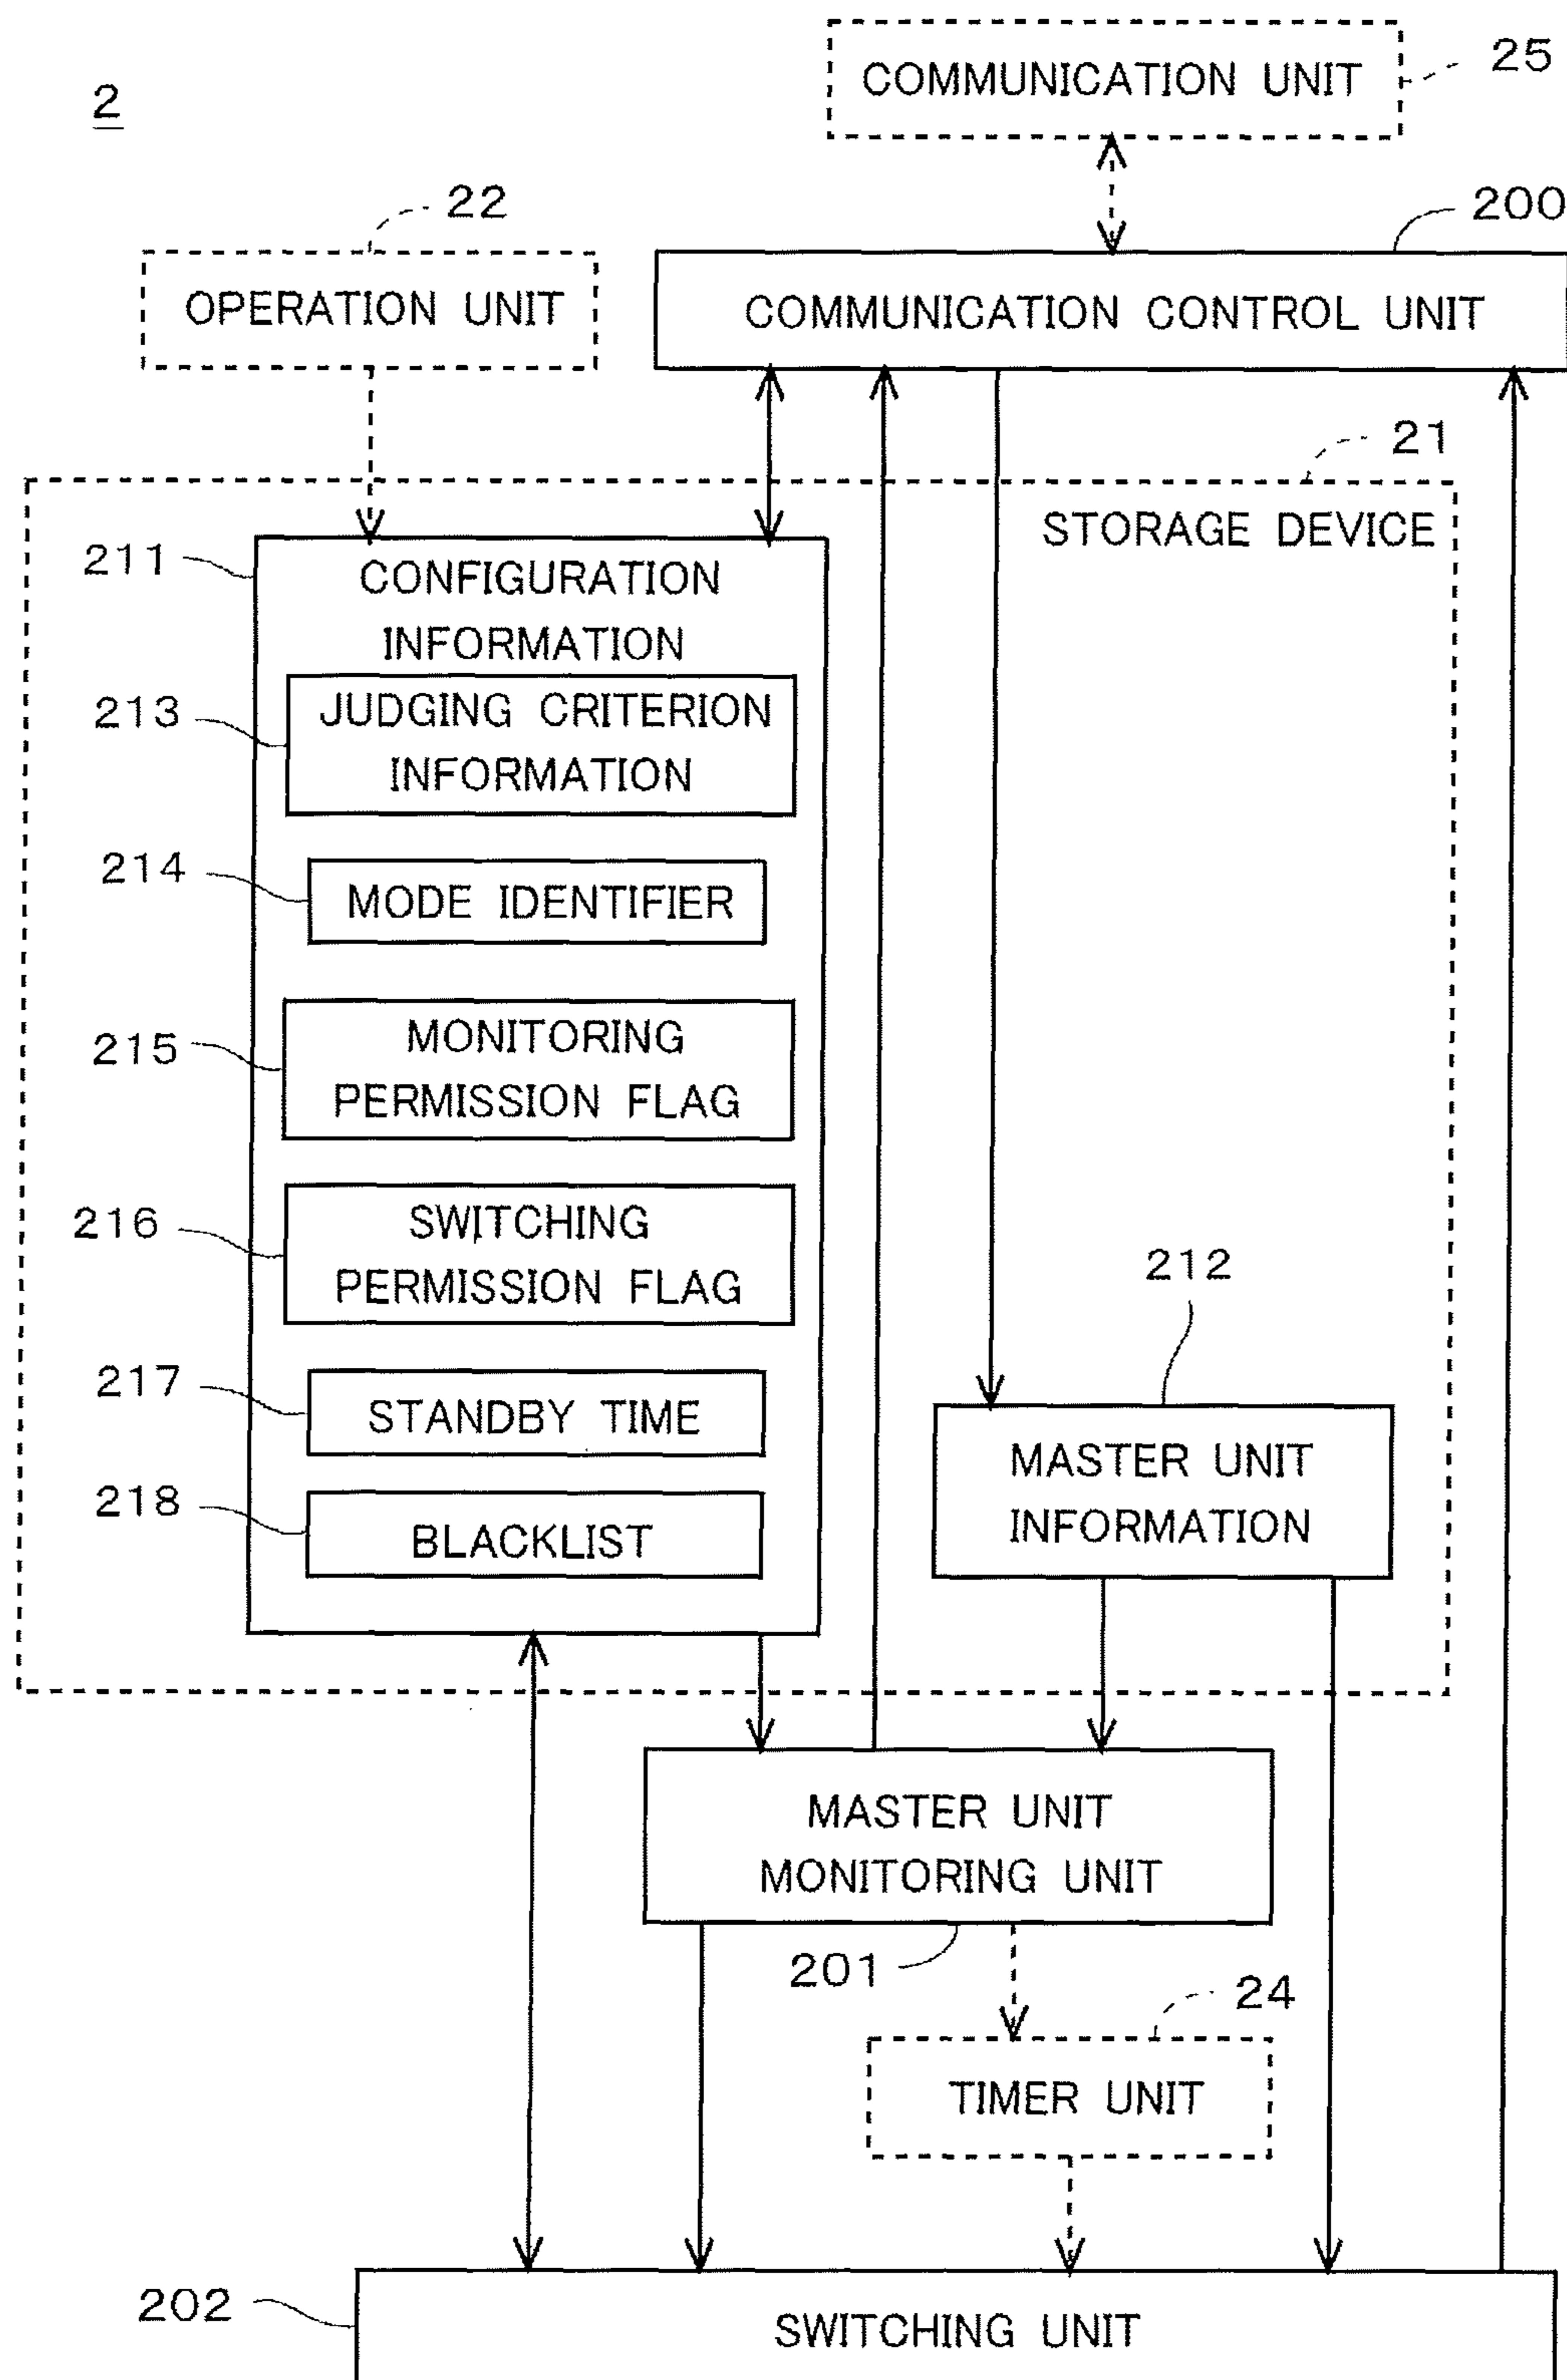 2
COMMUNICATION UNIT
25
22
OPERATION UNIT
200
COMMUNICATION CONTROL UNIT
21
STORAGE DEVICE
211
CONFIGURATION
INFORMATION
213
JUDGING CRITERION
INFORMATION
214
MODE IDENTIFIER
215
MONITORING
PERMISSION FLAG
216
SWITCHING
PERMISSION FLAG
212
217
STANDBY TIME
MASTER UNIT
INFORMATION
218
BLACKLIST
MASTER UNIT
MONITORING UNIT
201
24
TIMER UNIT
202
SWITCHING UNIT